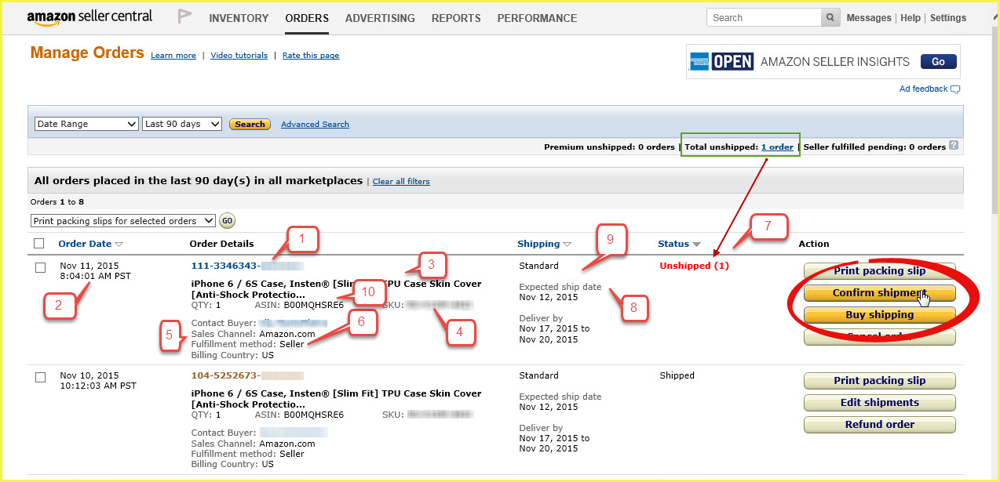 amazon seller central
INVENTORY ORDERS ADVERTISING REPORTS PERFORMANCE
Search
Messages | Help | Settings
Manage Orders Learn more | Video tutorials | Rate this page
OPEN AMAZON SELLER INSIGHTS Go
Ad feedback
Date Range Last 90 days Search Advanced Search
Premium unshipped: 0 orders | Total unshipped: 1 order | Seller fulfilled pending: 0 orders ?
All orders placed in the last 90 day(s) in all marketplaces | Clear all filters
Orders 1 to 8
Print packing slips for selected orders GO
Order Date Order Details Shipping Status Action
1
2
3
4
5
6
7
8
9
10
Nov 11, 2015
8:04:01 AM PST
111-3346343-
iPhone 6 / 6S Case, Insten® [Slim TPU Case Skin Cover
[Anti-Shock Protectio...
QTY: 1 ASIN: B00MQHSRE6 SKU:
Contact Buyer:
Sales Channel: Amazon.com
Fulfillment method: Seller
Billing Country: US
Standard
Expected ship date
Nov 12, 2015
Deliver by
Nov 17, 2015 to
Nov 20, 2015
Unshipped (1)
Print packing slip
Confirm shipment
Buy shipping
Cancel order
Nov 10, 2015
10:12:03 AM PST
104-5252673-
iPhone 6 / 6S Case, Insten® [Slim Fit] TPU Case Skin Cover
[Anti-Shock Protectio...
QTY: 1 ASIN: B00MQHSRE6 SKU:
Contact Buyer:
Sales Channel: Amazon.com
Fulfillment method: Seller
Billing Country: US
Standard
Expected ship date
Nov 12, 2015
Deliver by
Nov 17, 2015 to
Nov 20, 2015
Shipped
Print packing slip
Edit shipments
Refund order